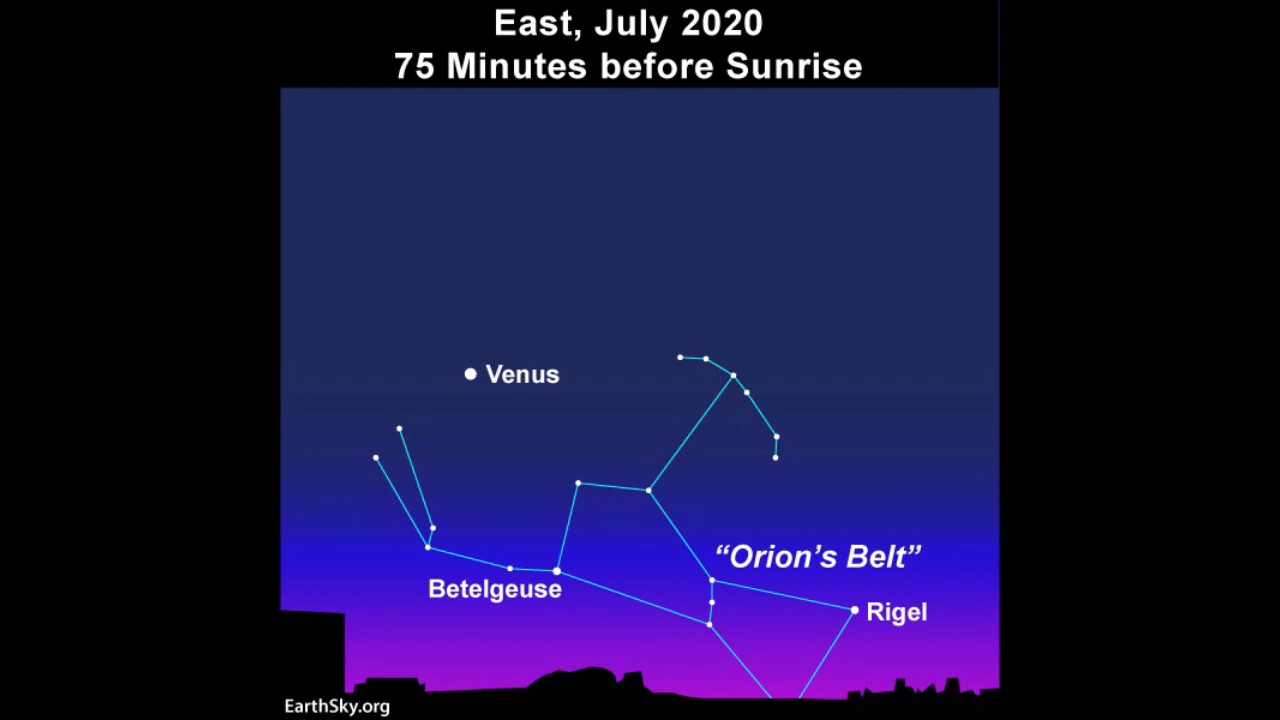 East, July 2020
75 Minutes before Sunrise
Venus
“Orion’s Belt”
Betelgeuse
Rigel
EarthSky.org